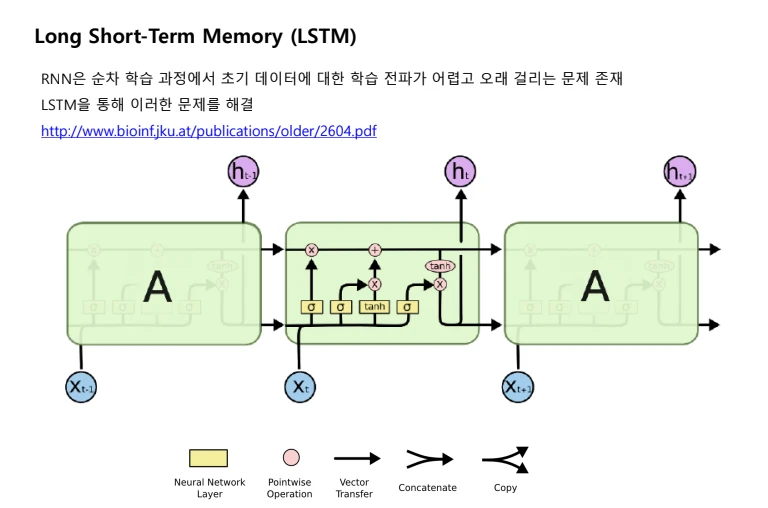 Long Short-Term Memory (LSTM)
RNN은 순차 학습 과정에서 초기 데이터에 대한 학습 전파가 어렵고 오래 걸리는 문제 존재
LSTM을 통해 이러한 문제를 해결
http://www.bioinf.jku.at/publications/older/2604.pdf
ht-1
ht
ht+1
x
+
x
+
x
+
tanh
tanh
tanh
A
x
x
x
x
A
x
x
σ
σ
tanh
σ
σ
σ
tanh
σ
σ
σ
tanh
σ
Xt-1
Xt
Xt+1
Neural Network
Layer
Pointwise
Operation
Vector
Transfer
Concatenate
Copy